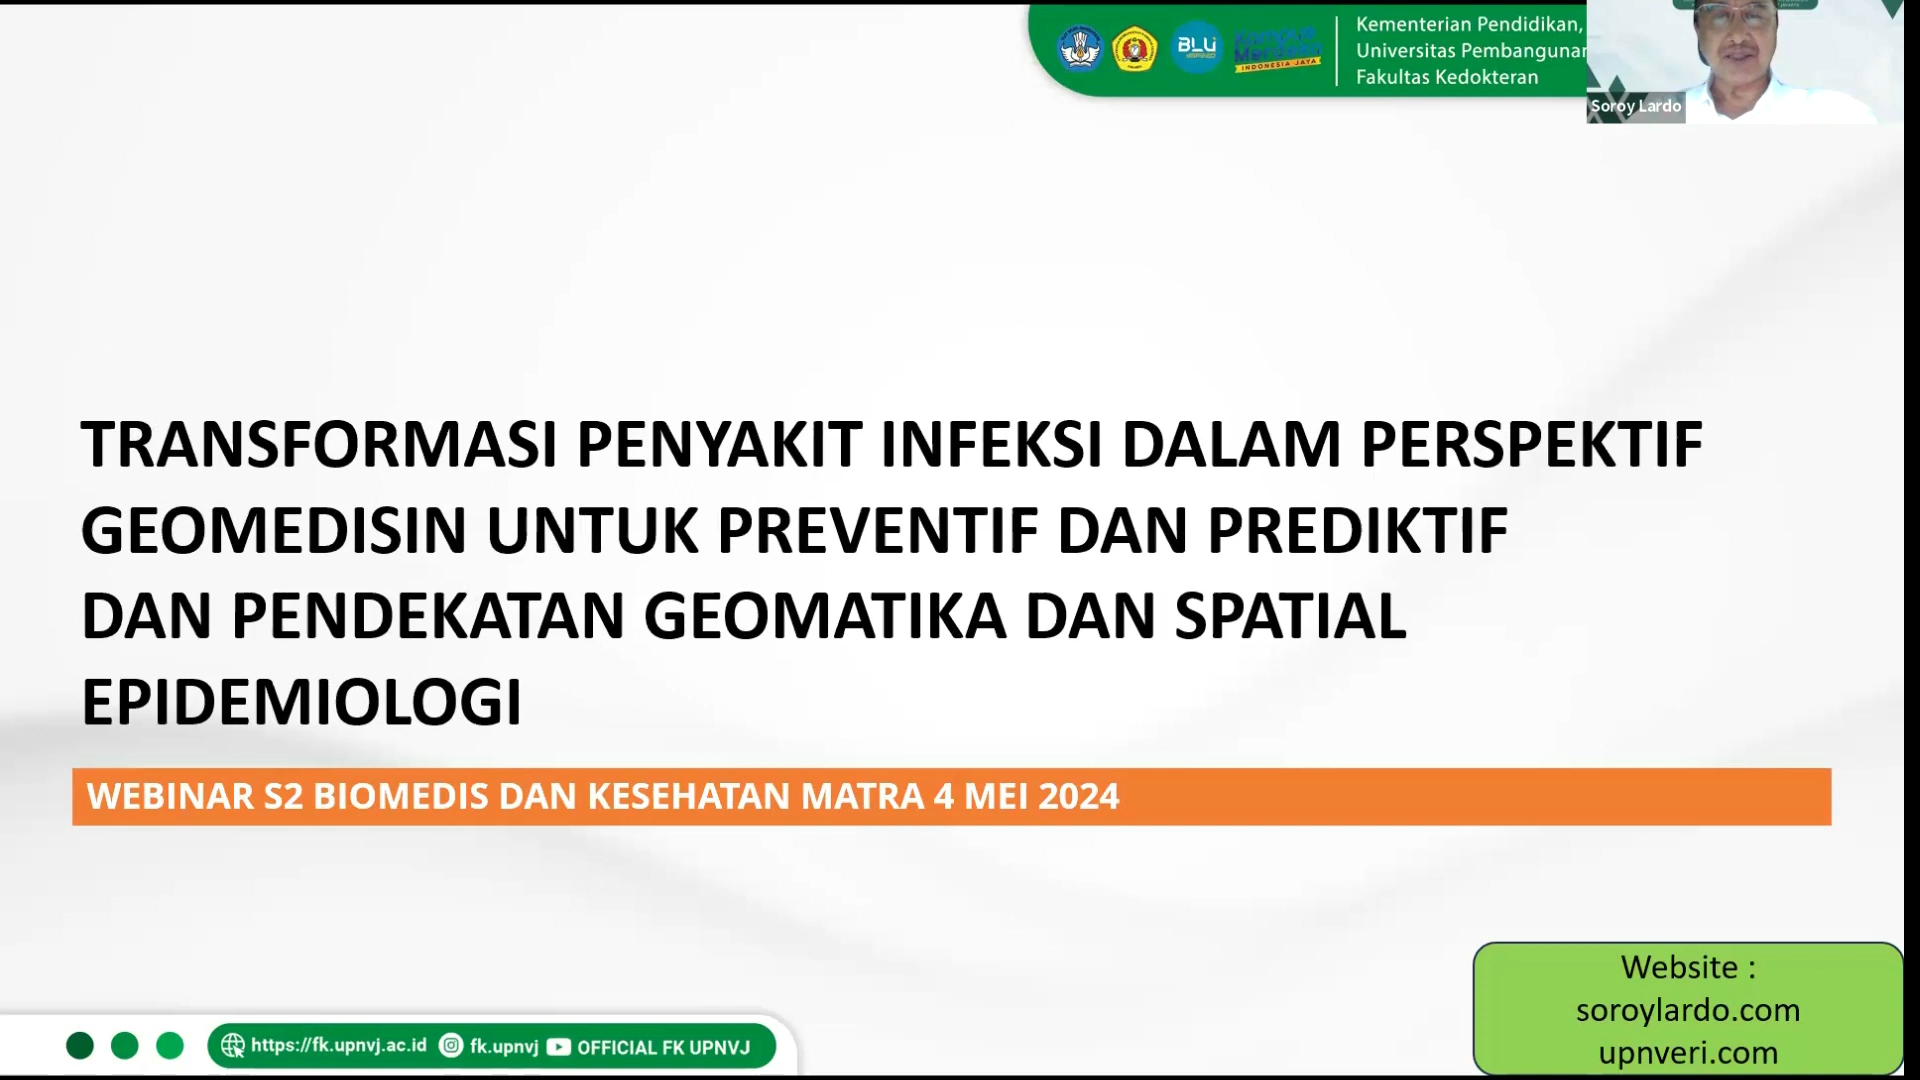 BLU
INDONESIA JAYA
Kementerian Pendidikan,
Universitas Pembangunan
Fakultas Kedokteran
Soroy Lardo
TRANSFORMASI PENYAKIT INFEKSI DALAM PERSPEKTIF
GEOMEDISIN UNTUK PREVENTIF DAN PREDIKTIF
DAN PENDEKATAN GEOMATIKA DAN SPATIAL
EPIDEMIOLOGI
WEBINAR S2 BIOMEDIS DAN KESEHATAN MATRA 4 MEI 2024
Website :
soroylardo.com
upnveri.com
https://fk.upnvj.ac.id fk.upnvj OFFICIAL FK UPNVJ